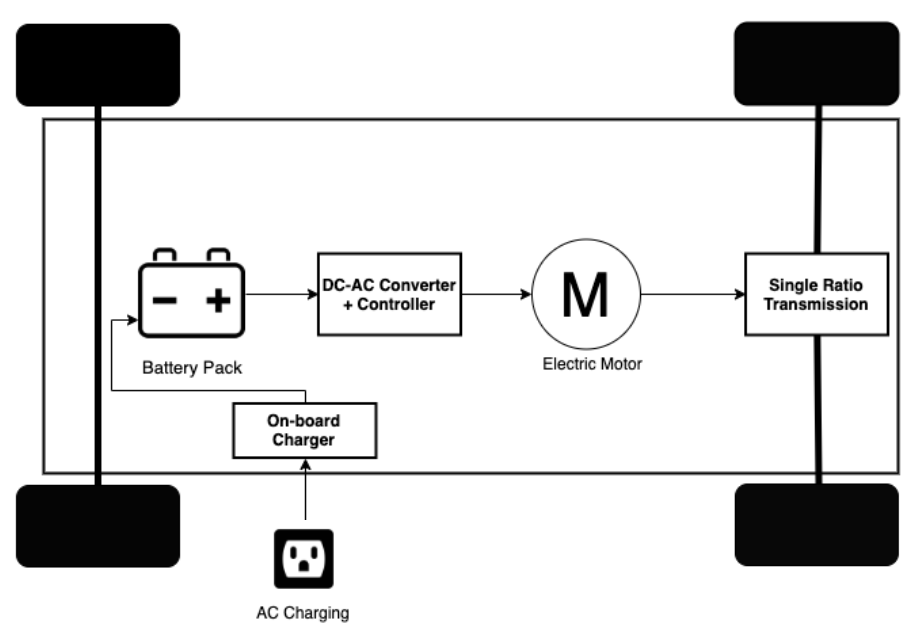 DC-AC Converter
+ Controller
M
Single Ratio
Transmission
Battery Pack
Electric Motor
On-board
Charger
AC Charging